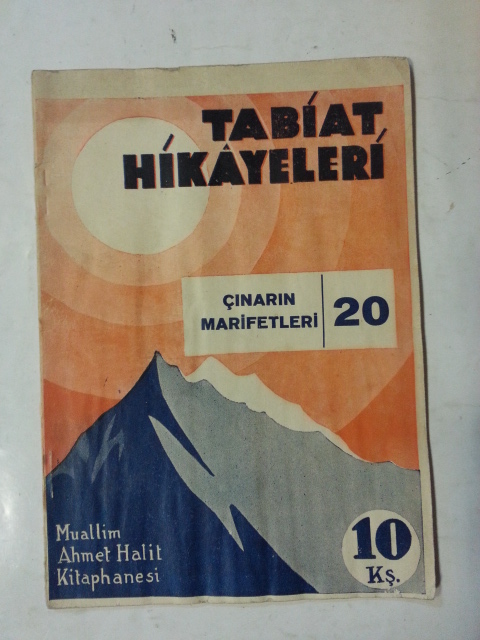 TABİAT
HİKÂYELERİ
ÇINARIN
MARİFETLERİ
20
Muallim
Ahmet Halit
Kitaphanesi
10
Kş.